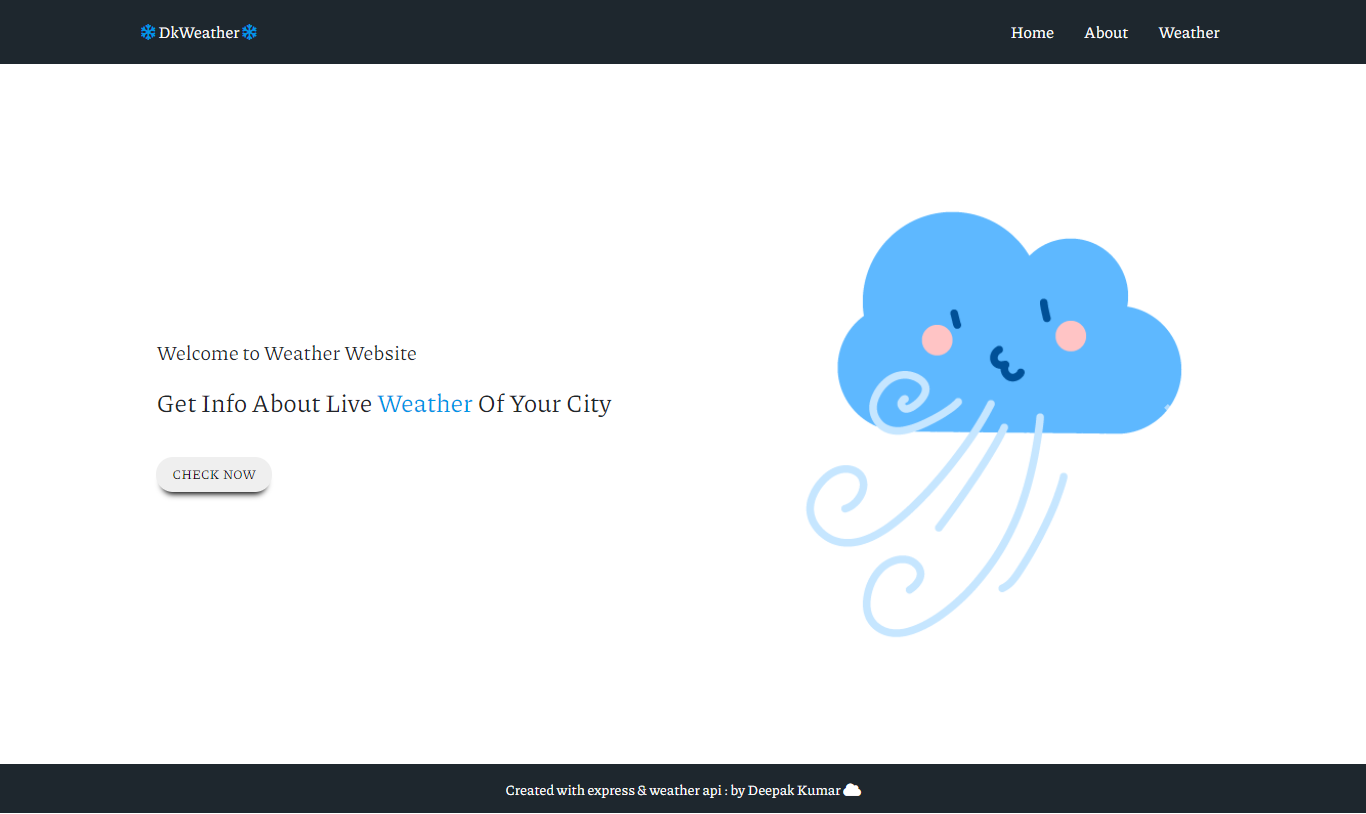 DkWeather
Home About Weather
Welcome to Weather Website
Get Info About Live Weather Of Your City
CHECK NOW
Created with express & weather api : by Deepak Kumar